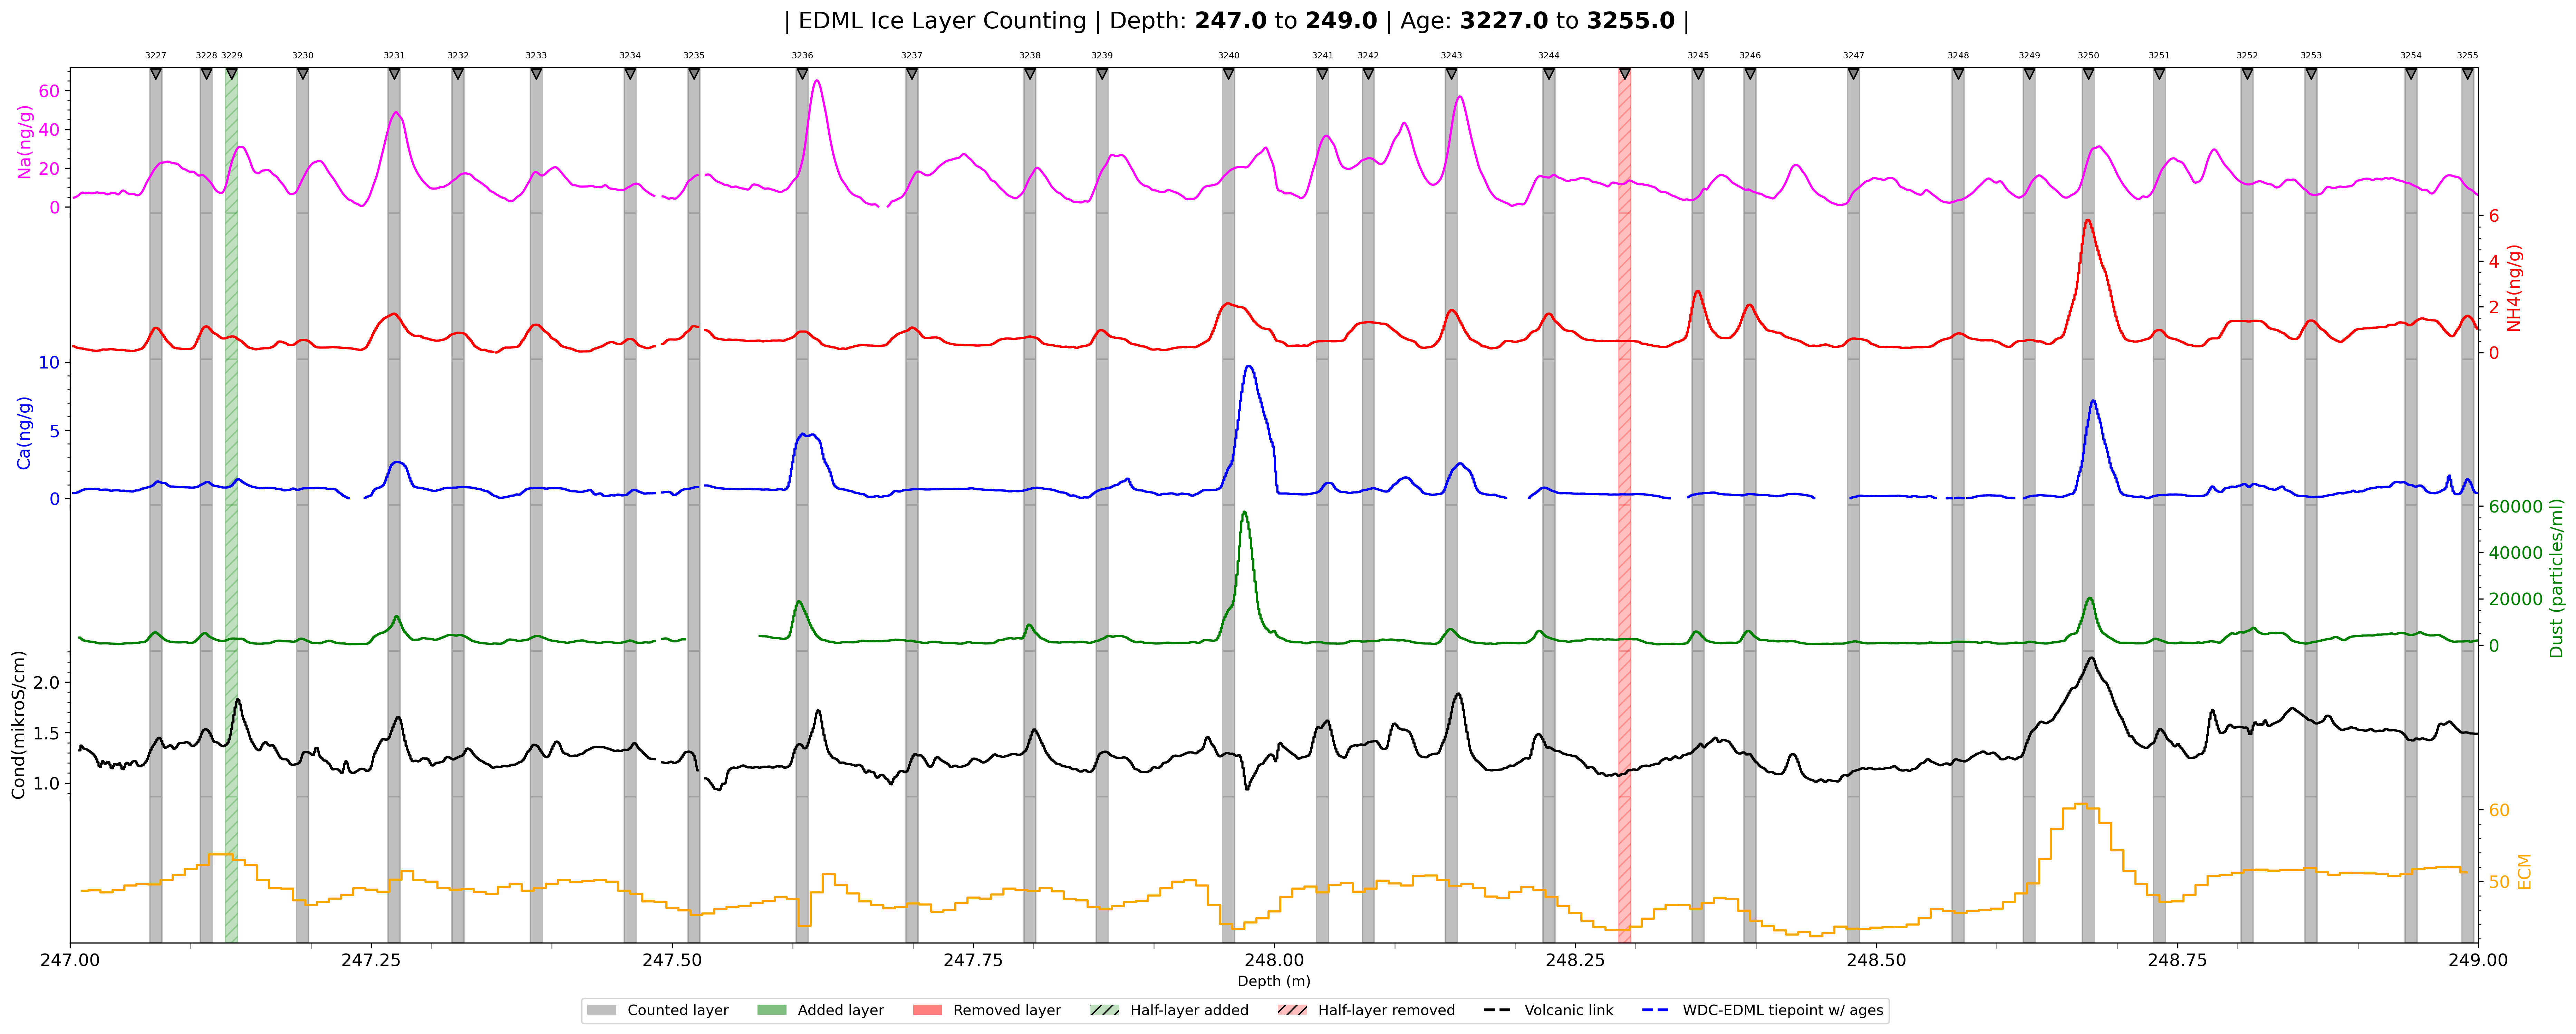 | EDML Ice Layer Counting | Depth: 247.0 to 249.0 | Age: 3227.0 to 3255.0 |
3227 3228 3229 3230 3231 3232 3233 3234 3235 3236 3237 3238 3239 3240 3241 3242 3243 3244 3245 3246 3247 3248 3249 3250 3251 3252 3253 3254 3255
Na(ng/g)
60
40
20
0
NH4(ng/g)
6
4
2
0
Ca(ng/g)
10
5
0
Dust (particles/ml)
60000
40000
20000
0
Cond(mikroS/cm)
2.0
1.5
1.0
ECM
60
50
247.00 247.25 247.50 247.75 248.00 248.25 248.50 248.75 249.00
Depth (m)
Counted layer Added layer Removed layer Half-layer added Half-layer removed Volcanic link WDC-EDML tiepoint w/ ages